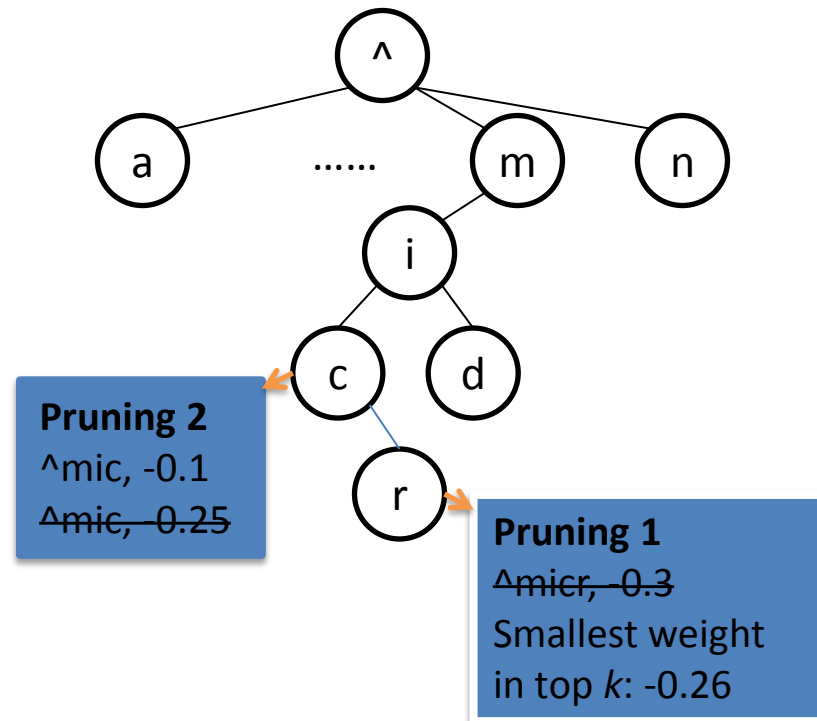 ^
a
......
m
n
i
c
d
r
Pruning 2
^mic, -0.1
^mic, -0.25
Pruning 1
^micr, -0.3
Smallest weight
in top k: -0.26